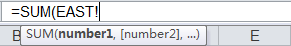 =SUM(EAST!
SUM(number1, [number2], ...)
B
E